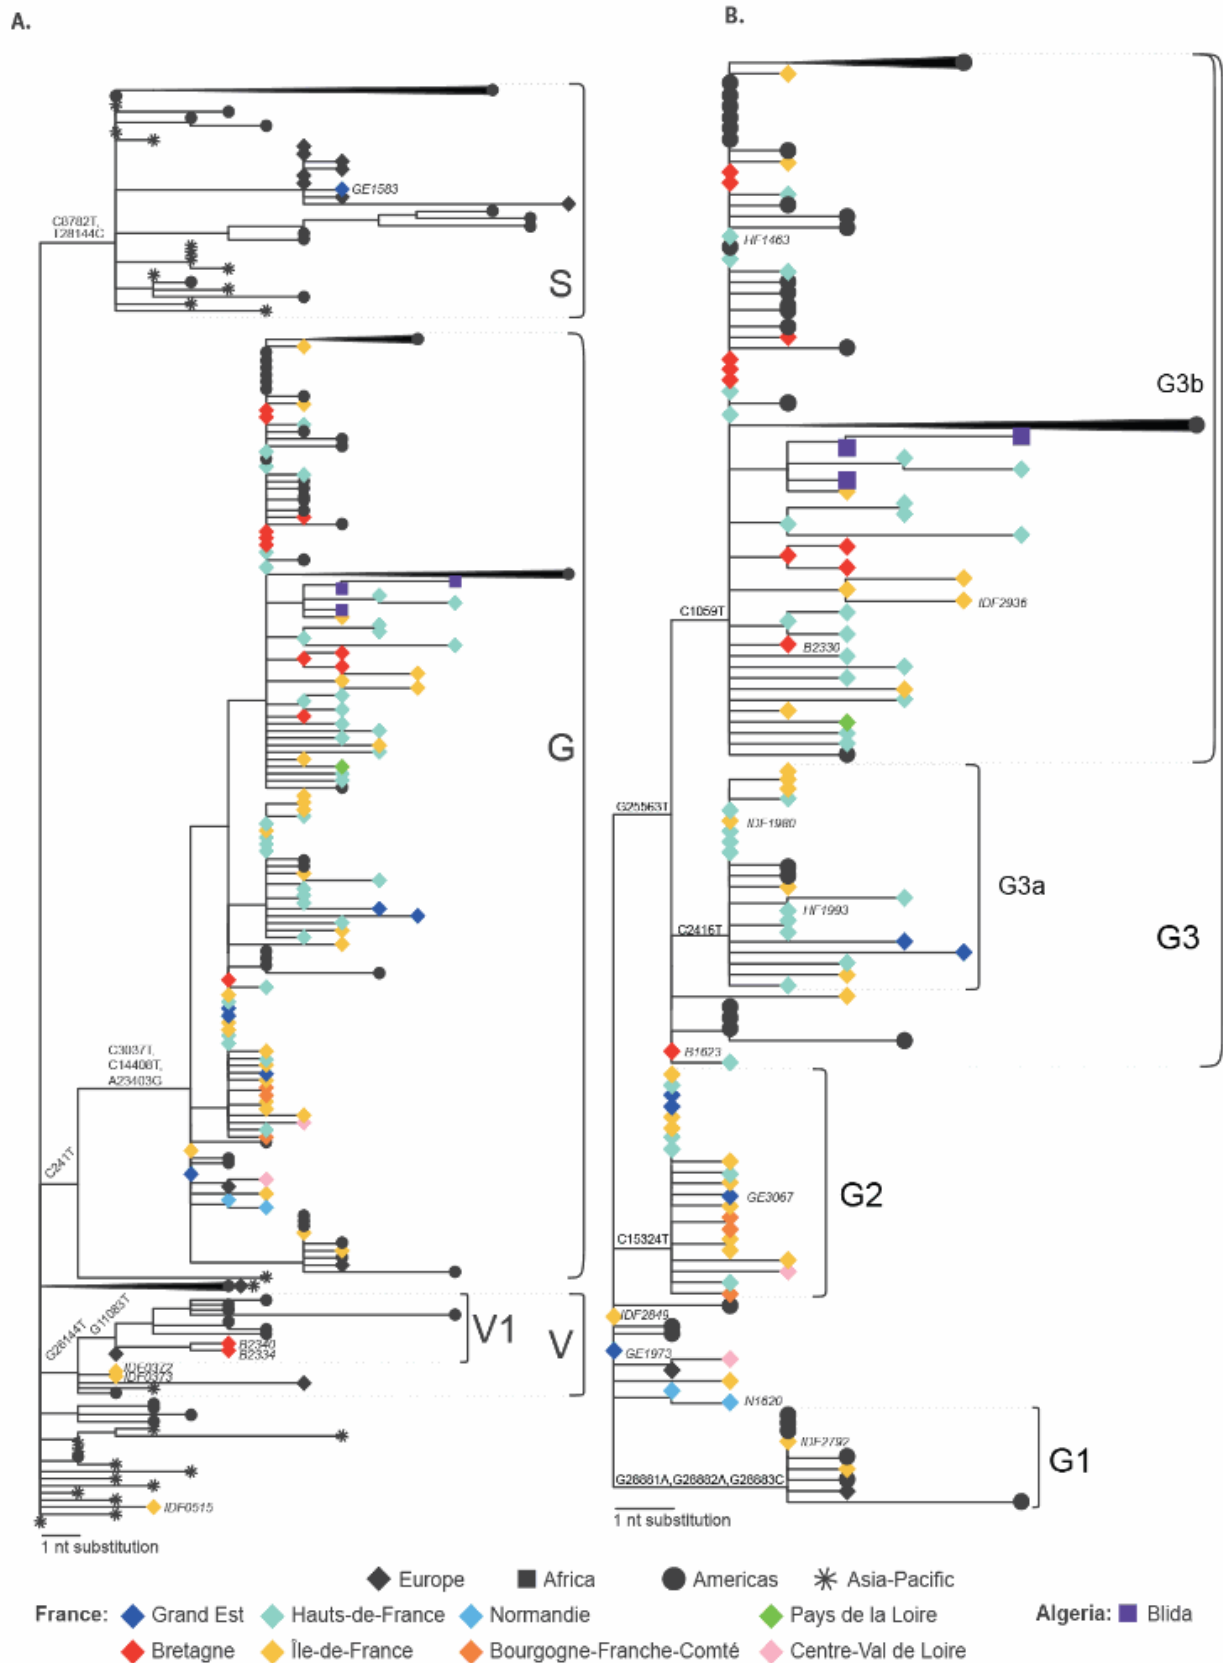 A.
B.
C8782T,
T28144C
GE1583
S
G
C3037T,
C14408T,
A23403G
C241T
G26144T
G11083T
B2340
B2334
V1
V
IDF0372
IDF0373
IDF0515
1 nt substitution
HF1463
G3b
IDF2936
C1059T
B2330
G25563T
IDF1980
G3a
HF1993
C2416T
G3
B1623
G2
GE3067
C15324T
IDF2849
GE1973
N1620
IDF2792
G1
G28881A,G28882A,G28883C
1 nt substitution
Europe Africa Americas Asia-Pacific
France: Grand Est Hauts-de-France Normandie Pays de la Loire Algeria: Blida
Bretagne Île-de-France Bourgogne-Franche-Comté Centre-Val de Loire